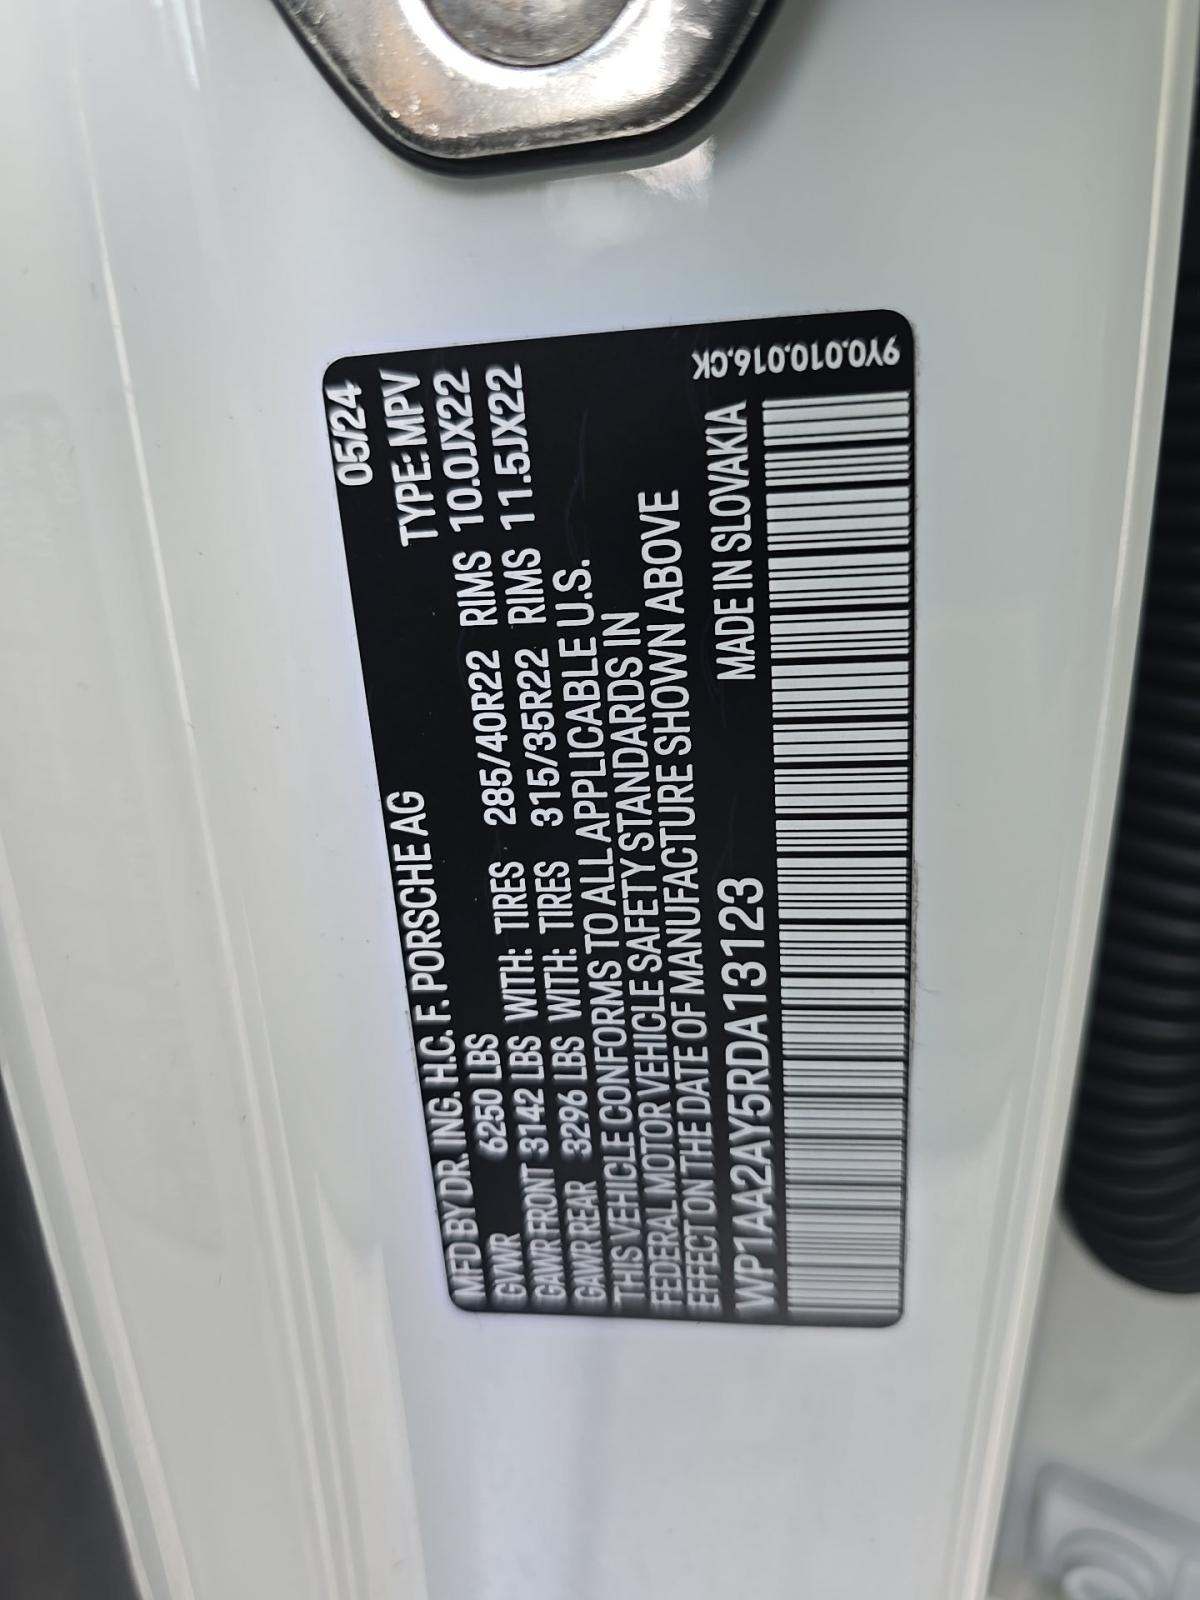 05/24
MFD BY DR. ING. H.C. F. PORSCHE AG TYPE: MPV
GVWR 6250 LBS WITH: TIRES 285/40R22 RIMS 10.0JX22
GAWR FRONT 3142 LBS WITH: TIRES 315/35R22 RIMS 11.5JX22
GAWR REAR 3296 LBS
THIS VEHICLE CONFORMS TO ALL APPLICABLE U.S.
FEDERAL MOTOR VEHICLE SAFETY STANDARDS IN
EFFECT ON THE DATE OF MANUFACTURE SHOWN ABOVE
WP1AA2AY5RDA13123 MADE IN SLOVAKIA
9Y0.010.016.CK